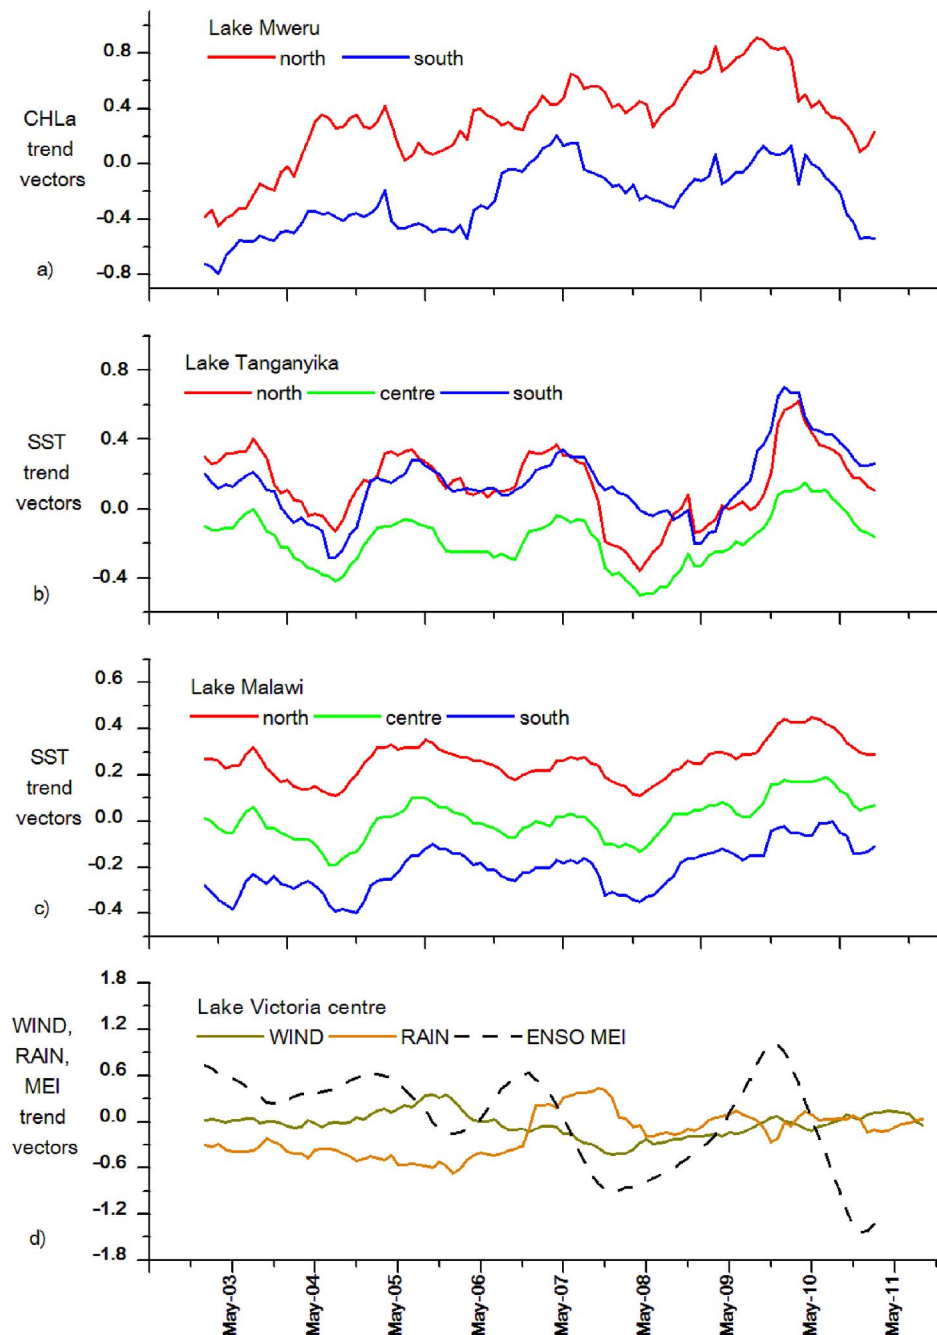 Lake Mweru
north south
0.8
0.4
0.0
-0.4
-0.8
CHLa
trend
vectors
a)
Lake Tanganyika
north centre south
0.8
0.4
0.0
-0.4
SST
trend
vectors
b)
Lake Malawi
north centre south
0.6
0.4
0.2
0.0
-0.2
-0.4
SST
trend
vectors
c)
Lake Victoria centre
WIND RAIN ENSO MEI
1.8
1.2
0.6
0.0
-0.6
-1.2
-1.8
WIND,
RAIN,
MEI
trend
vectors
d)
May-03
May-04
May-05
May-06
May-07
May-08
May-09
May-10
May-11